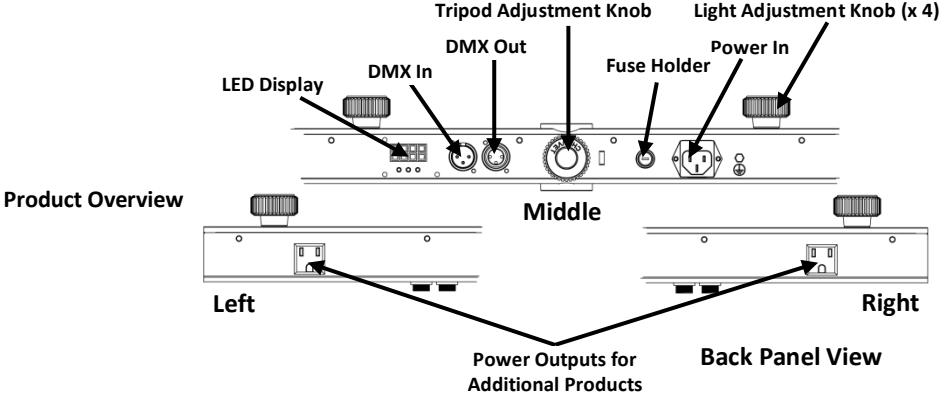 Tripod Adjustment Knob
Light Adjustment Knob (x 4)
DMX Out
Power In
Fuse Holder
DMX In
LED Display
CHAUVET
Product Overview
Middle
Left
Right
Back Panel View
Power Outputs for
Additional Products